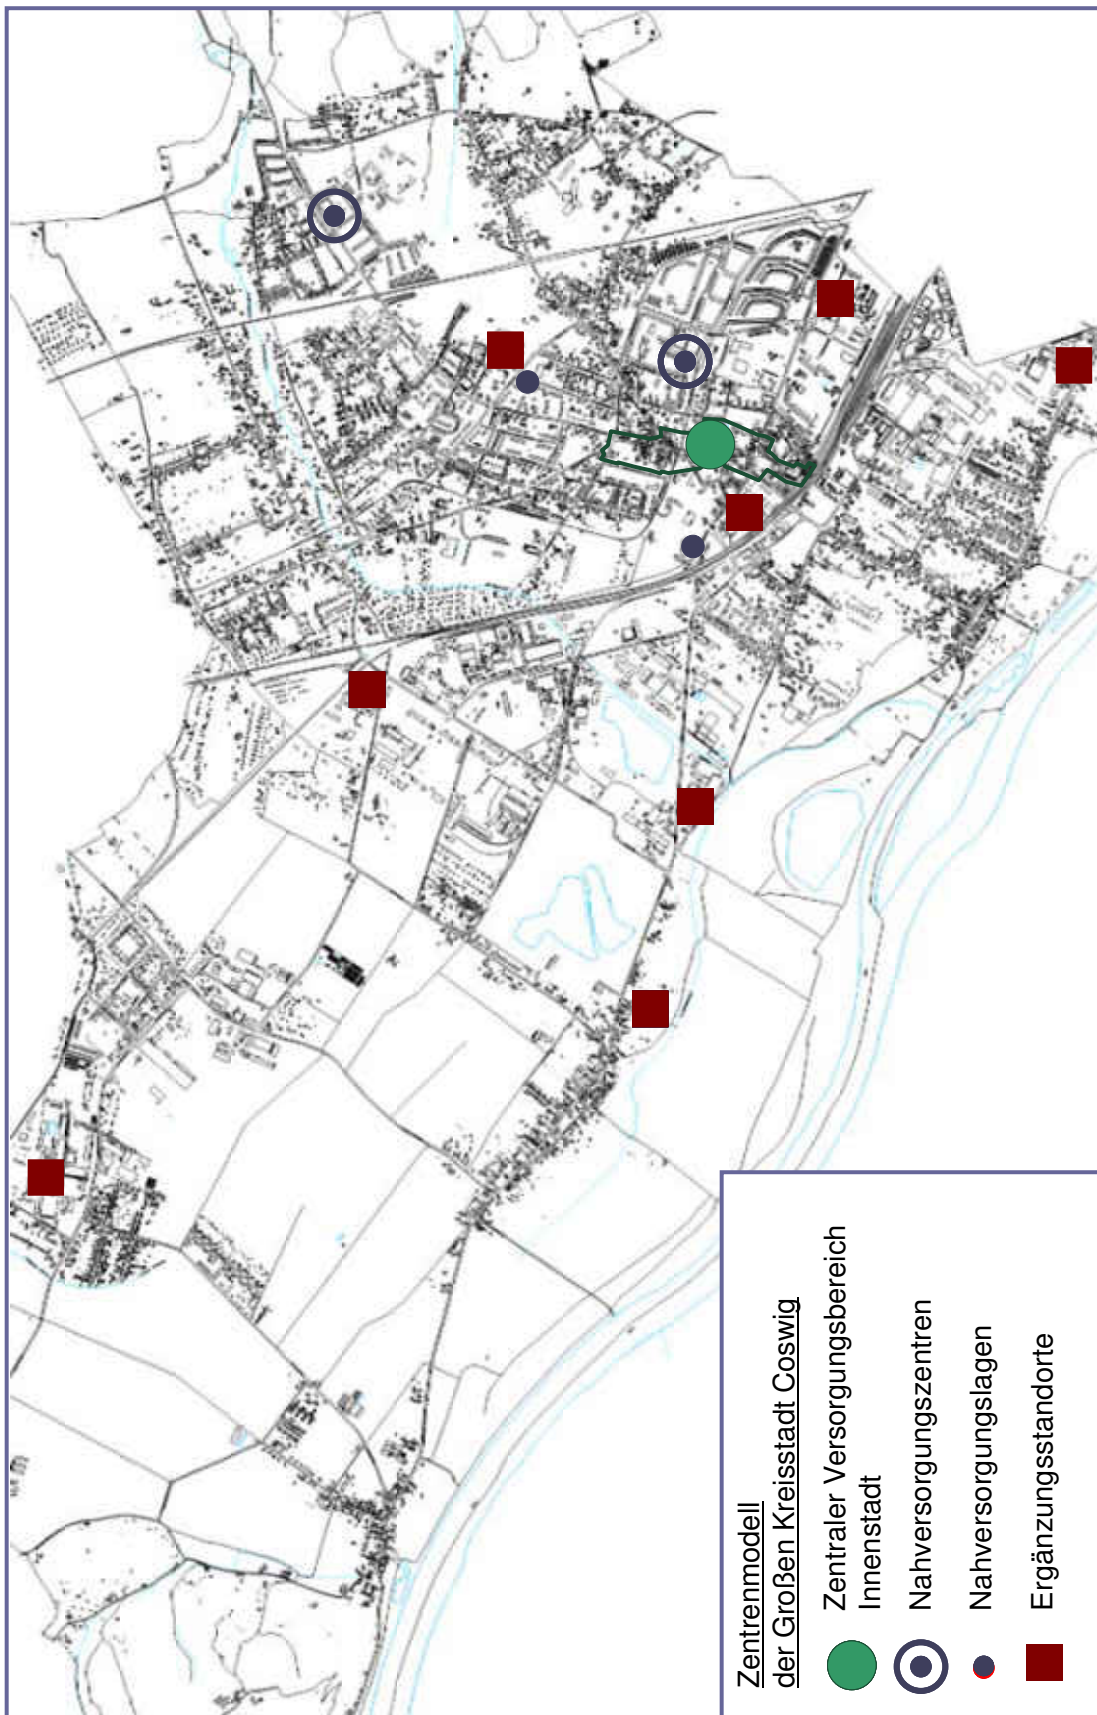 Zentrenmodell
der Großen Kreisstadt Coswig
Zentraler Versorgungsbereich
Innenstadt
Nahversorgungszentren
Nahversorgungslagen
Ergänzungsstandorte